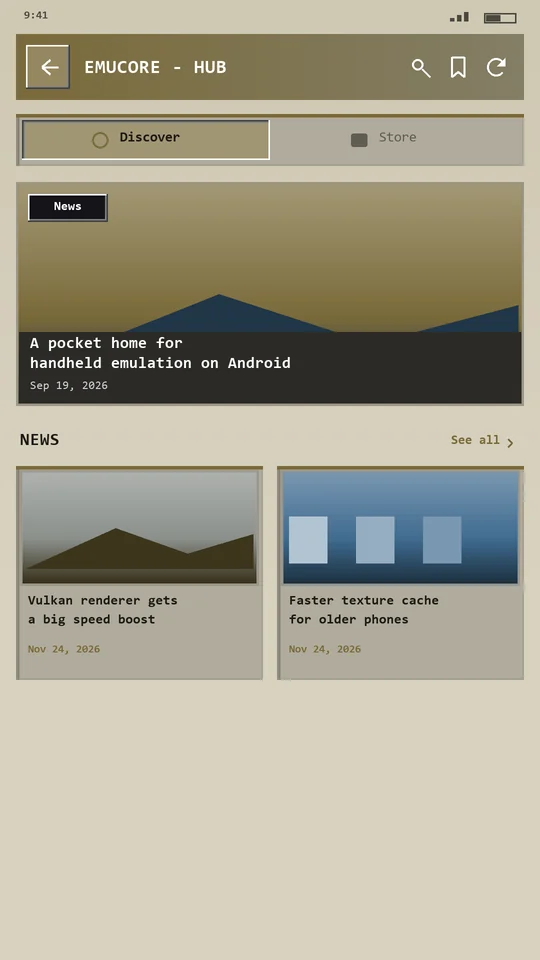 9:41
EMUCORE - HUB
Discover
Store
News
A pocket home for
handheld emulation on Android
Sep 19, 2026
NEWS
See all
Vulkan renderer gets
a big speed boost
Nov 24, 2026
Faster texture cache
for older phones
Nov 24, 2026